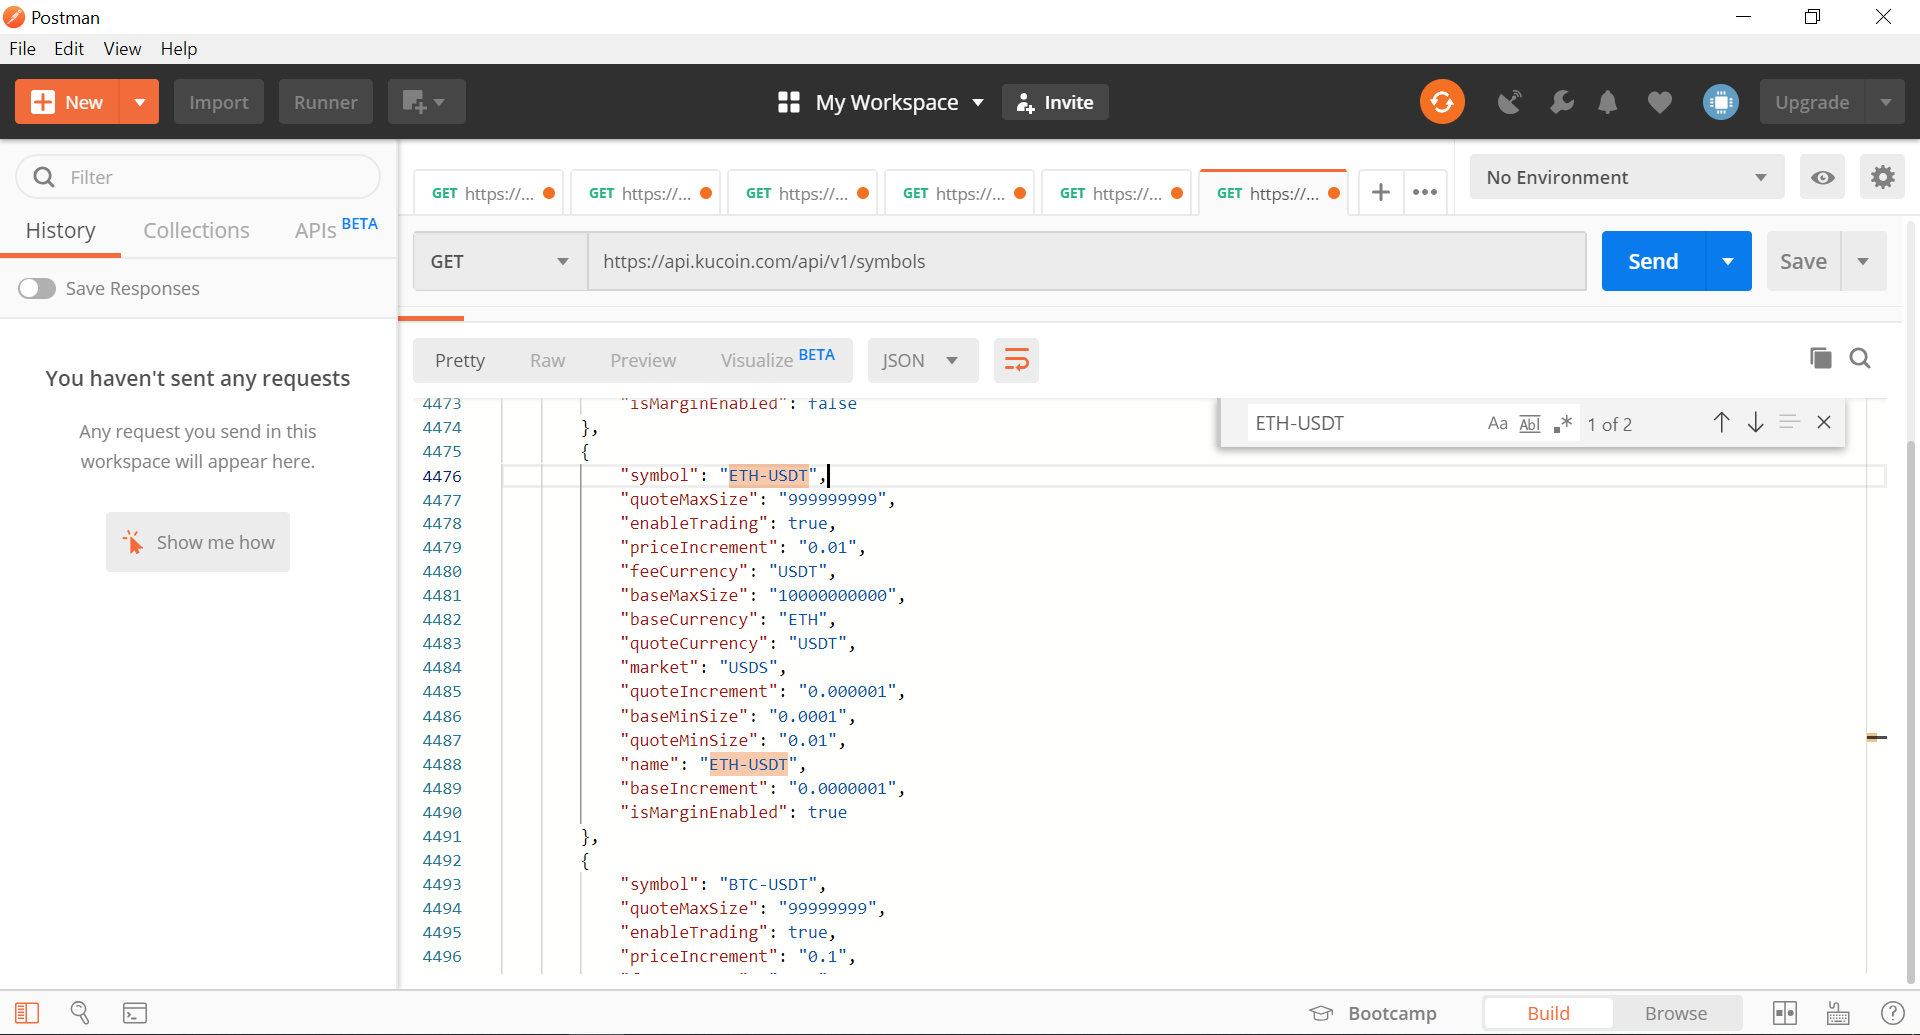 Postman
File Edit View Help
New Import Runner My Workspace Invite Upgrade
Filter
History Collections APIs BETA
Save Responses
You haven't sent any requests
Any request you send in this
workspace will appear here.
Show me how
GET https://... GET https://... GET https://... GET https://... GET https://... GET https://... No Environment
GET https://api.kucoin.com/api/v1/symbols Send Save
Pretty Raw Preview Visualize BETA JSON
ETH-USDT Aa Abl .* 1 of 2
4473 "isMarginEnabled": false
4474 },
4475 {
4476 "symbol": "ETH-USDT",
4477 "quoteMaxSize": "999999999",
4478 "enableTrading": true,
4479 "priceIncrement": "0.01",
4480 "feeCurrency": "USDT",
4481 "baseMaxSize": "10000000000",
4482 "baseCurrency": "ETH",
4483 "quoteCurrency": "USDT",
4484 "market": "USDS",
4485 "quoteIncrement": "0.000001",
4486 "baseMinSize": "0.0001",
4487 "quoteMinSize": "0.01",
4488 "name": "ETH-USDT",
4489 "baseIncrement": "0.0000001",
4490 "isMarginEnabled": true
4491 },
4492 {
4493 "symbol": "BTC-USDT",
4494 "quoteMaxSize": "99999999",
4495 "enableTrading": true,
4496 "priceIncrement": "0.1",
Bootcamp Build Browse